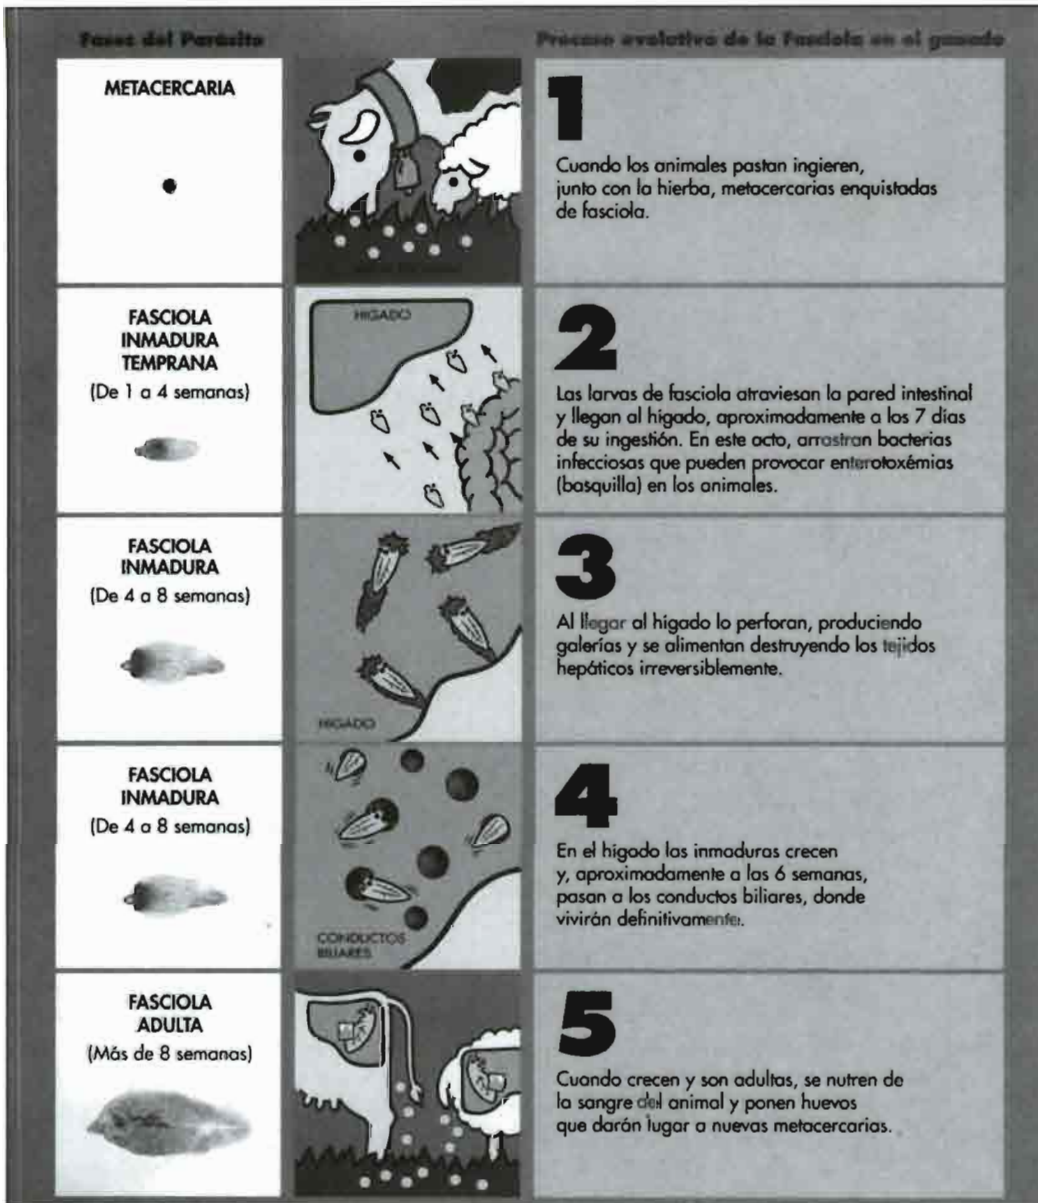 Fases del Parásito
Proceso evolutivo de la Fasciola en el ganado
METACERCARIA
1
Cuando los animales pastan ingieren,
junto con la hierba, metacercarias enquistadas
de fasciola.
FASCIOLA
INMADURA
TEMPRANA
(De 1 a 4 semanas)
HIGADO
2
Las larvas de fasciola atraviesan la pared intestinal
y llegan al hígado, aproximadamente a los 7 días
de su ingestión. En este acto, arrastran bacterias
infecciosas que pueden provocar enterotoxémias
(basquilla) en los animales.
FASCIOLA
INMADURA
(De 4 a 8 semanas)
HIGADO
3
Al llegar al hígado lo perforan, produciendo
galerías y se alimentan destruyendo los tejidos
hepáticos irreversiblemente.
FASCIOLA
INMADURA
(De 4 a 8 semanas)
CONDUCTOS
BILIARES
4
En el hígado las inmaduras crecen
y, aproximadamente a las 6 semanas,
pasan a los conductos biliares, donde
vivirán definitivamente.
FASCIOLA
ADULTA
(Más de 8 semanas)
5
Cuando crecen y son adultas, se nutren de
la sangre del animal y ponen huevos
que darán lugar a nuevas metacercarias.